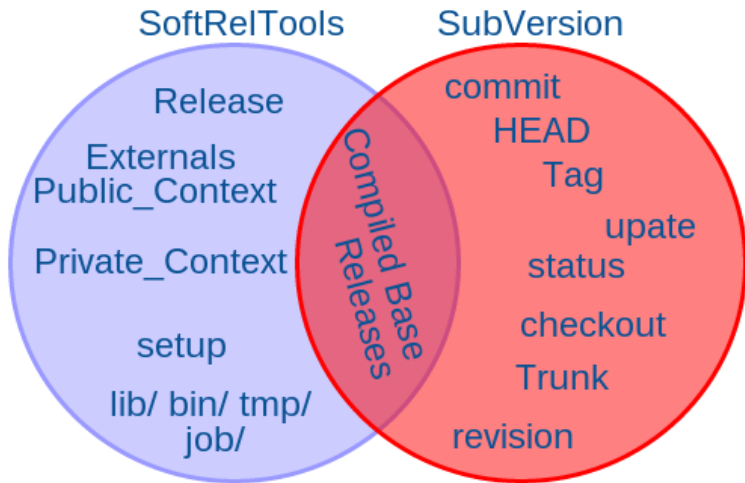 SoftRelTools
SubVersion
Release
Externals
Public_Context
Private_Context
setup
lib/ bin/ tmp/
job/
Compiled Base
Releases
commit
HEAD
Tag
upate
status
checkout
Trunk
revision